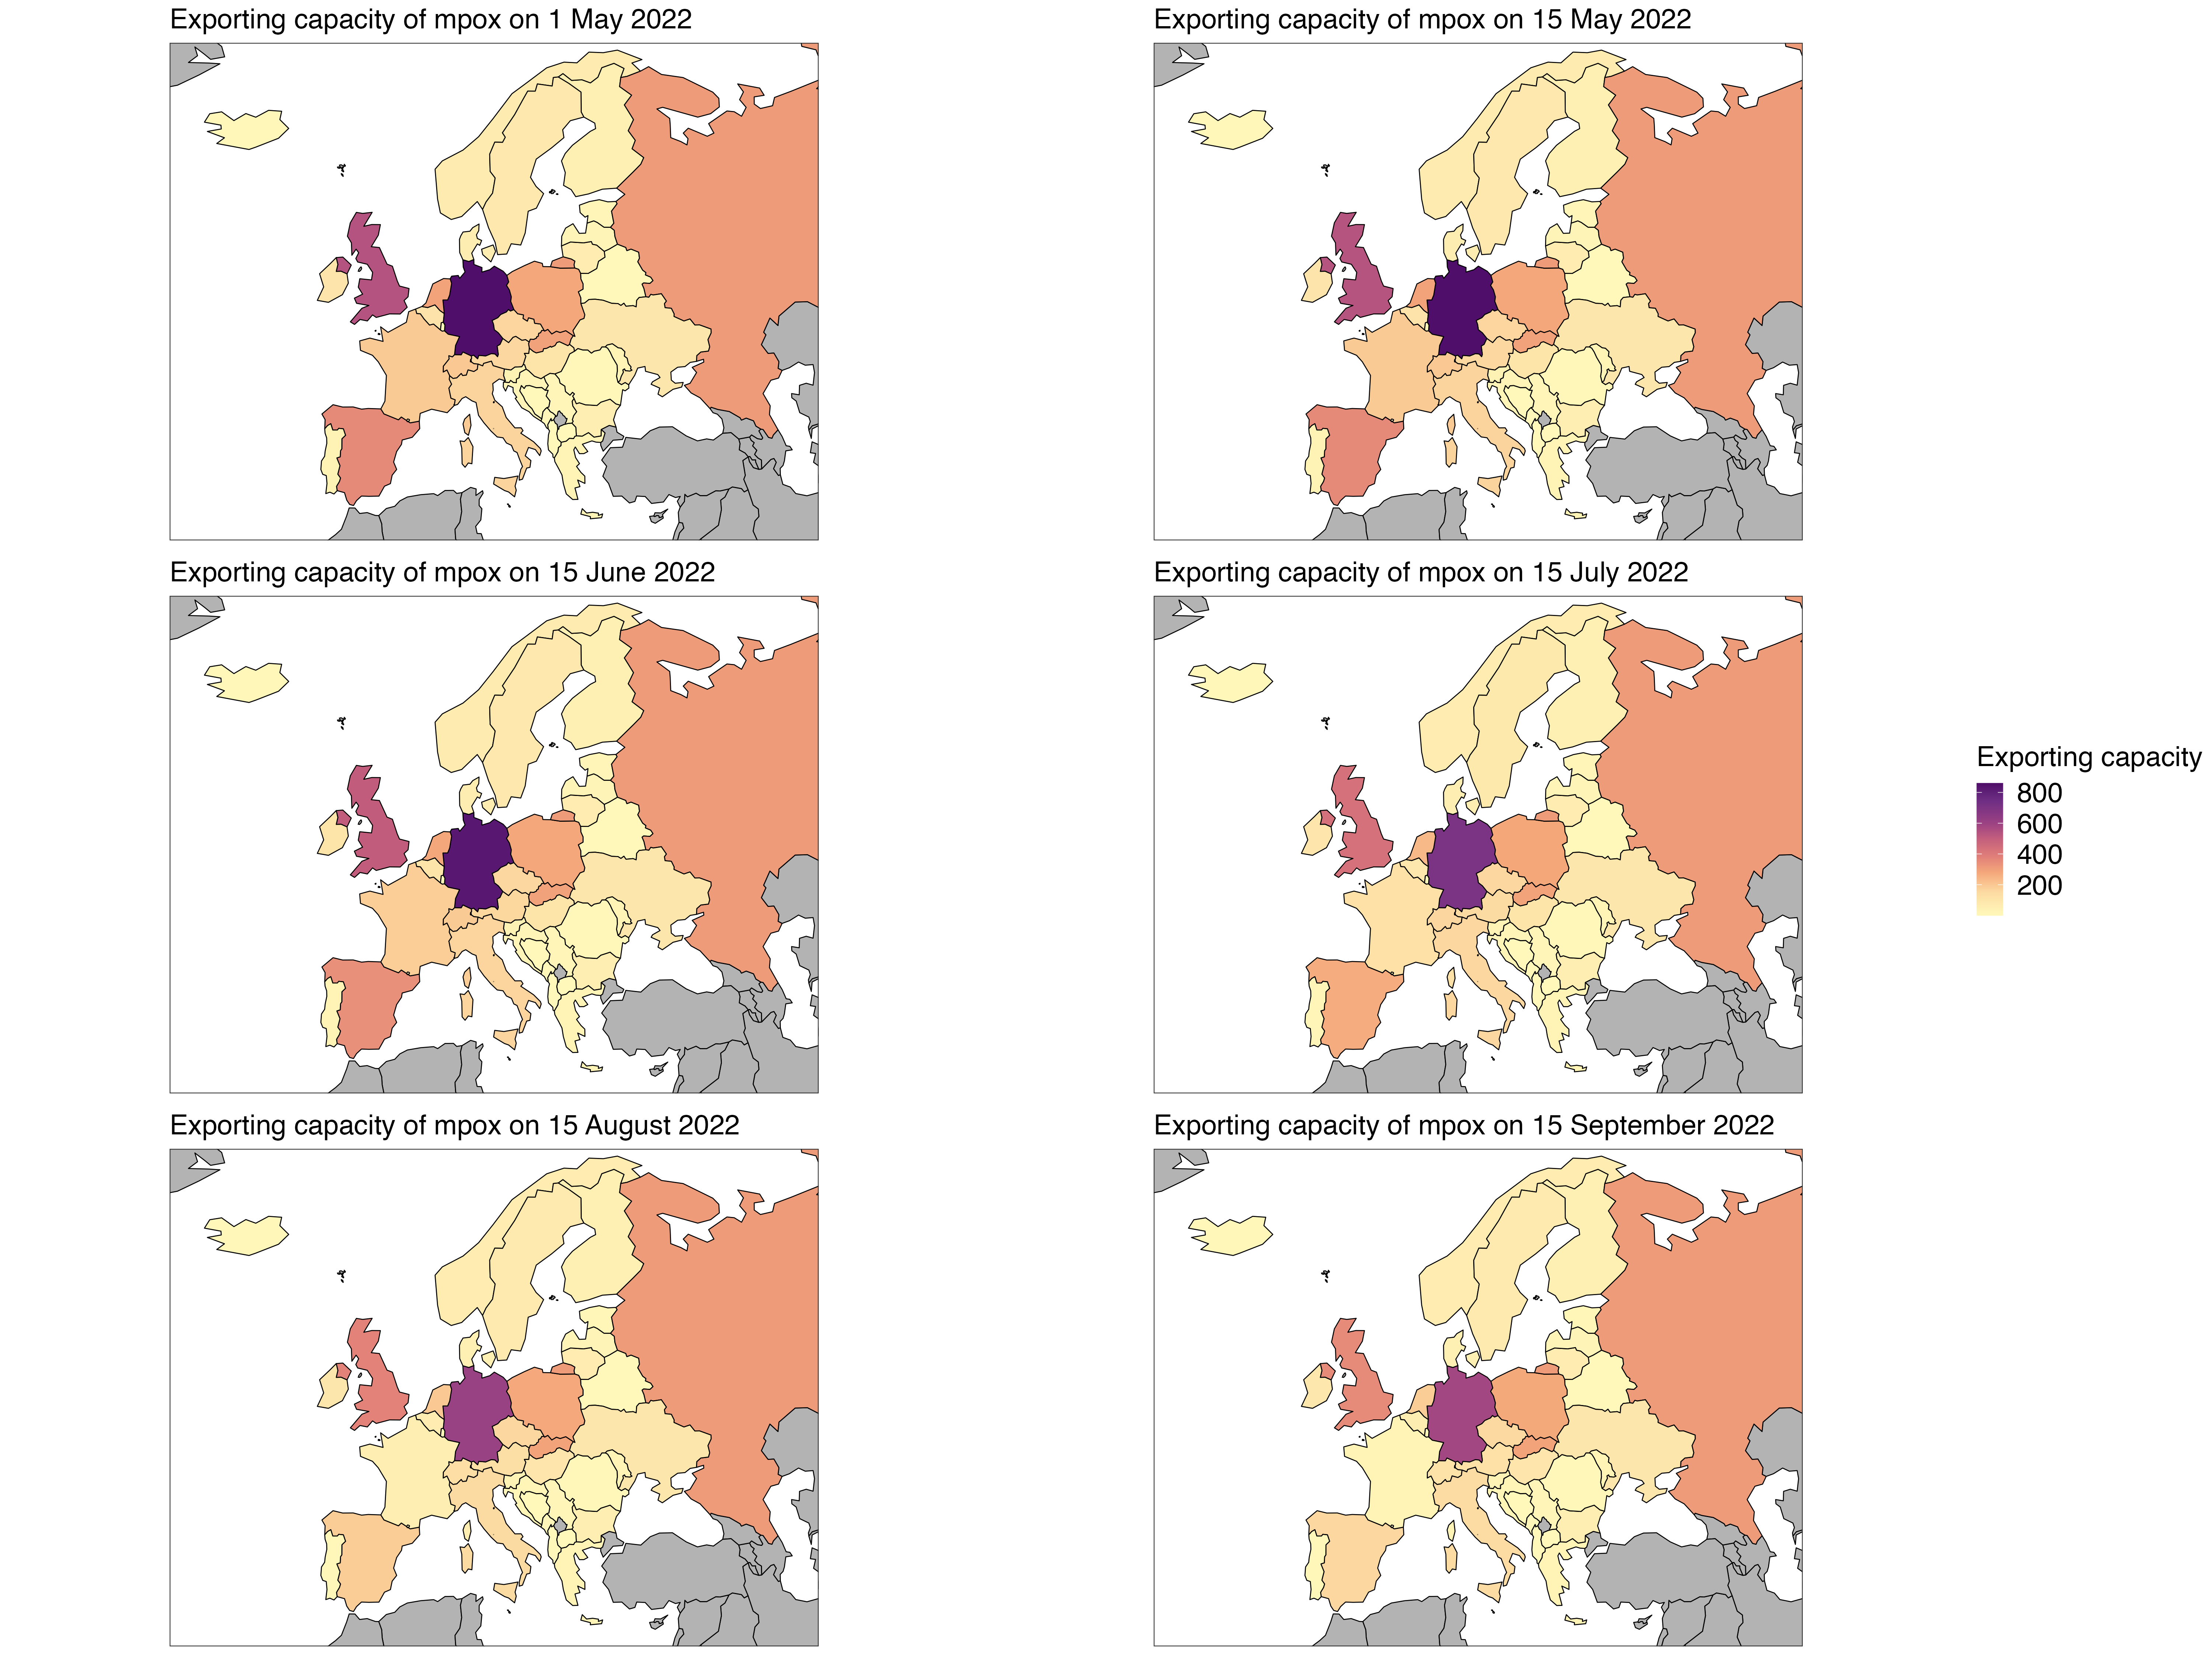 Exporting capacity of mpox on 1 May 2022
Exporting capacity of mpox on 15 May 2022
Exporting capacity of mpox on 15 June 2022
Exporting capacity of mpox on 15 July 2022
Exporting capacity
800
600
400
200
Exporting capacity of mpox on 15 August 2022
Exporting capacity of mpox on 15 September 2022